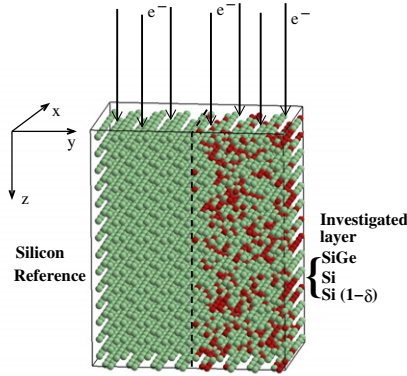 e− e− e−
x
y
z
Silicon
Reference
Investigated
layer
SiGe
Si
Si (1−δ)